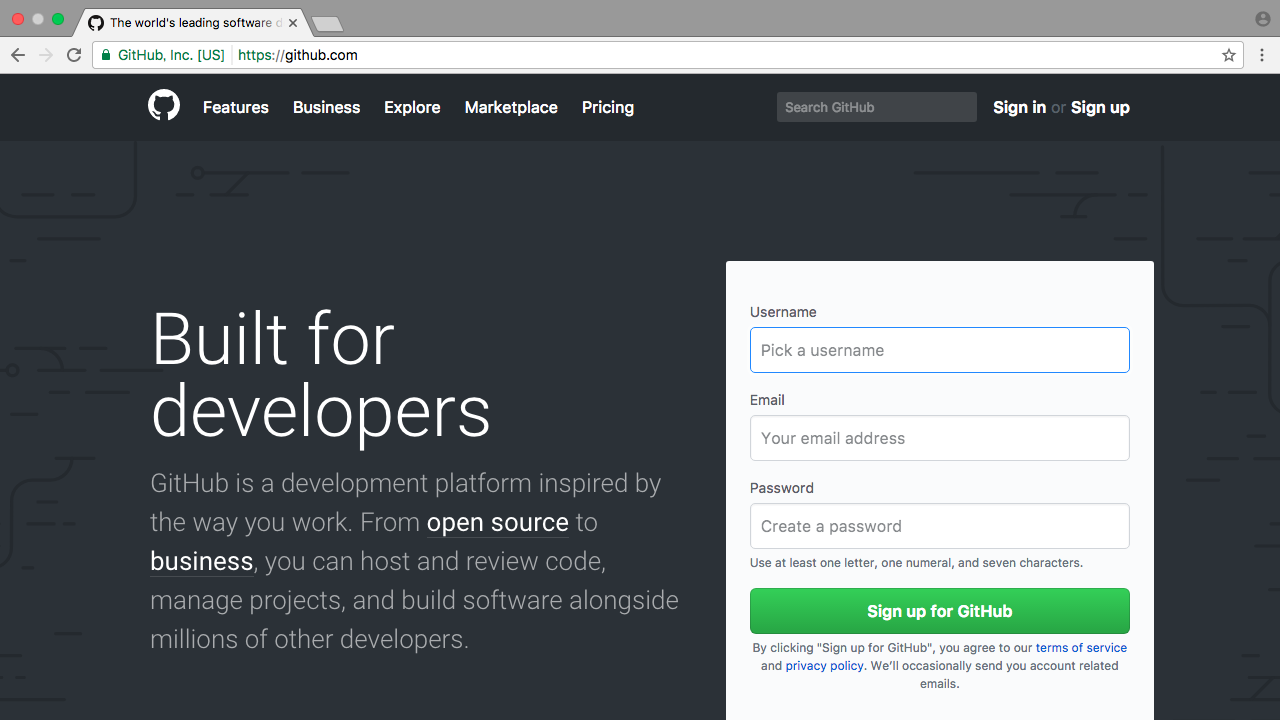 The world's leading software d
GitHub, Inc. [US] https://github.com
Features Business Explore Marketplace Pricing Search GitHub Sign in or Sign up
Built for
developers
GitHub is a development platform inspired by
the way you work. From open source to
business, you can host and review code,
manage projects, and build software alongside
millions of other developers.
Username
Pick a username
Email
Your email address
Password
Create a password
Use at least one letter, one numeral, and seven characters.
Sign up for GitHub
By clicking "Sign up for GitHub", you agree to our terms of service
and privacy policy. We’ll occasionally send you account related
emails.